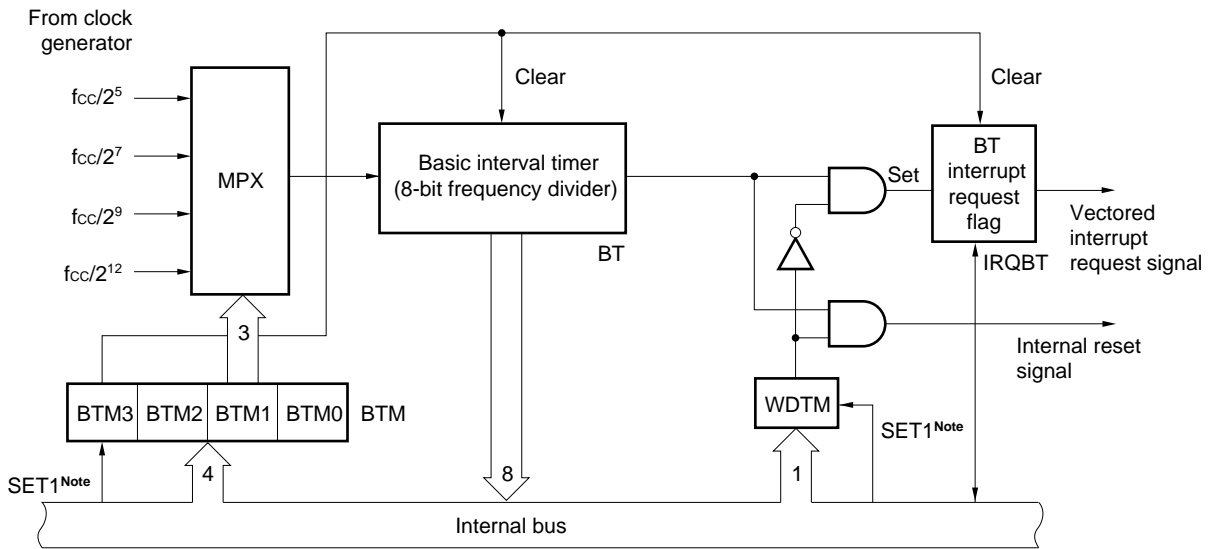 From clock
generator
fCC/2⁵
fCC/2⁷
fCC/2⁹
fCC/2¹²
MPX
Clear
Basic interval timer
(8-bit frequency divider)
BT
Clear
Set
BT
interrupt
request
flag
IRQBT
Vectored
interrupt
request signal
Internal reset
signal
3
BTM3 BTM2 BTM1 BTM0 BTM
WDTM
SET1Note
SET1Note
4
8
1
Internal bus